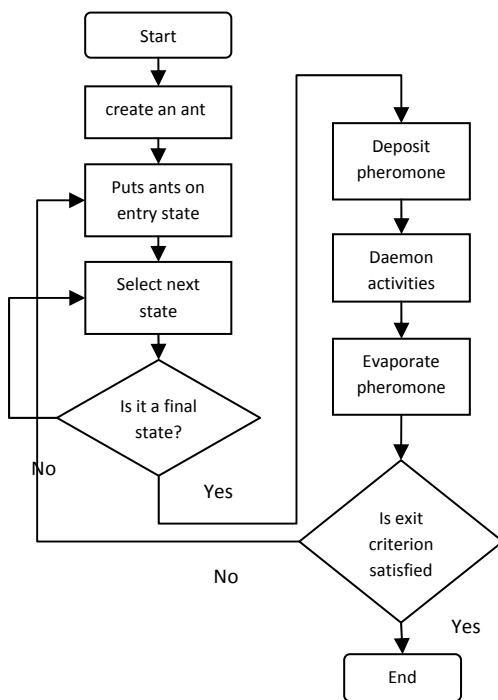 Start
create an ant
Puts ants on
entry state
Select next
state
Is it a final
state?
No
Yes
Deposit
pheromone
Daemon
activities
Evaporate
pheromone
Is exit
criterion
satisfied
No
Yes
End